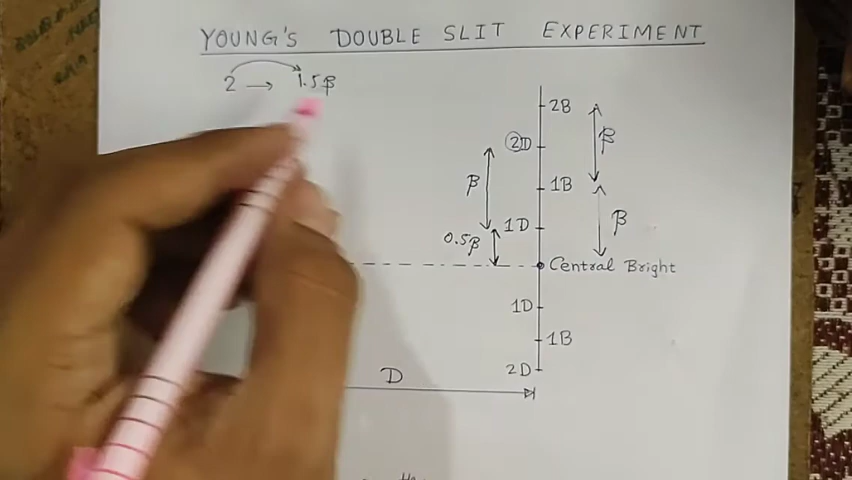 YOUNG'S DOUBLE SLIT EXPERIMENT
2 → 1.5β
2B
2D
β
β
1B
1D
β
0.5β
Central Bright
1D
1B
2D
D